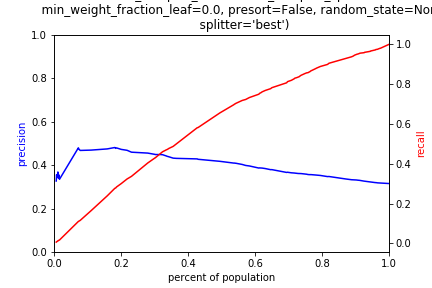 min_weight_fraction_leaf=0.0, presort=False, random_state=Non
splitter='best')
1.0
0.8
0.6
0.4
0.2
0.0
precision
1.0
0.8
0.6
0.4
0.2
0.0
recall
0.0 0.2 0.4 0.6 0.8 1.0
percent of population